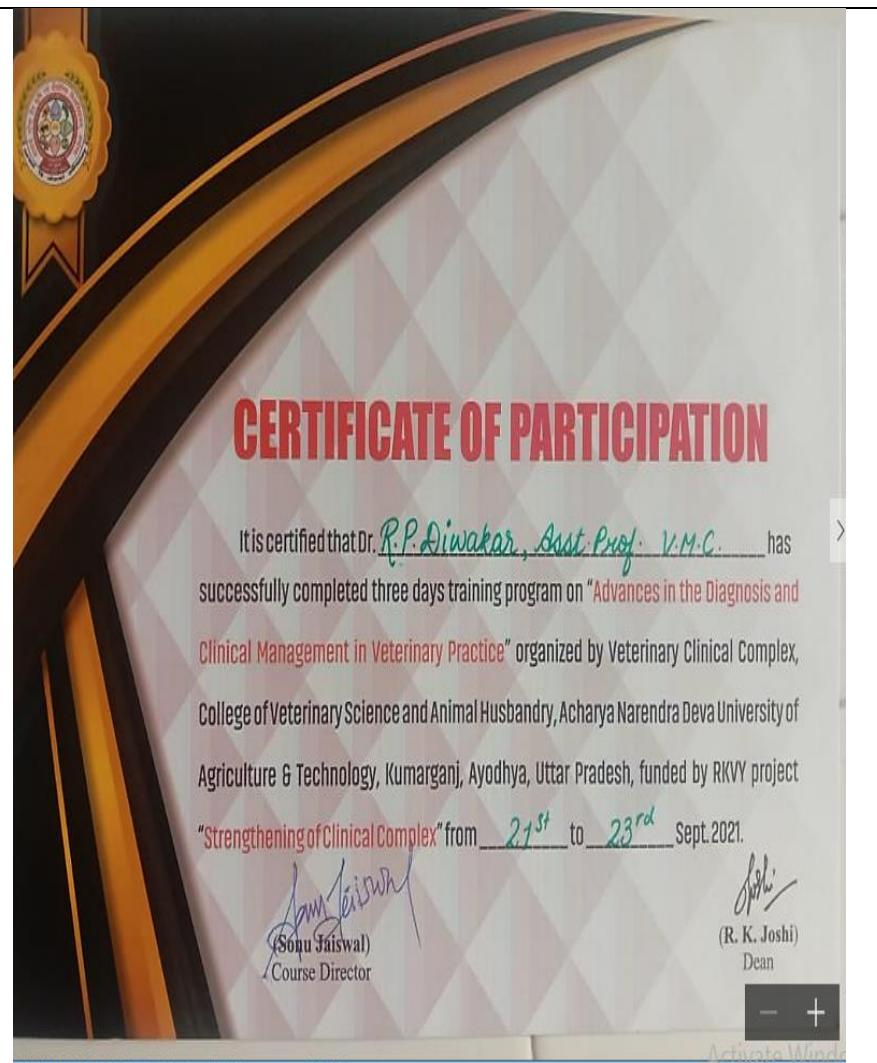 CERTIFICATE OF PARTICIPATION
It is certified that Dr. R.P. Diwakar, Asst. Prof. V.M.C. has
successfully completed three days training program on "Advances in the Diagnosis and
Clinical Management in Veterinary Practice" organized by Veterinary Clinical Complex,
College of Veterinary Science and Animal Husbandry, Acharya Narendra Deva University of
Agriculture & Technology, Kumarganj, Ayodhya, Uttar Pradesh, funded by RKVY project
"Strengthening of Clinical Complex" from 21st to 23rd Sept. 2021.
(Sonu Jaiswal)
Course Director
(R. K. Joshi)
Dean